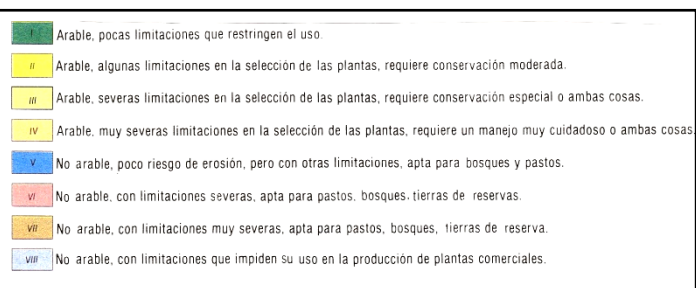 I Arable, pocas limitaciones que restringen el uso.
II Arable, algunas limitaciones en la selección de las plantas, requiere conservación moderada.
III Arable, severas limitaciones en la selección de las plantas, requiere conservación especial o ambas cosas.
IV Arable, muy severas limitaciones en la selección de las plantas, requiere un manejo muy cuidadoso o ambas cosas.
V No arable, poco riesgo de erosión, pero con otras limitaciones, apta para bosques y pastos.
VI No arable, con limitaciones severas, apta para pastos, bosques, tierras de reservas.
VII No arable, con limitaciones muy severas, apta para pastos, bosques, tierras de reserva.
VIII No arable, con limitaciones que impiden su uso en la producción de plantas comerciales.